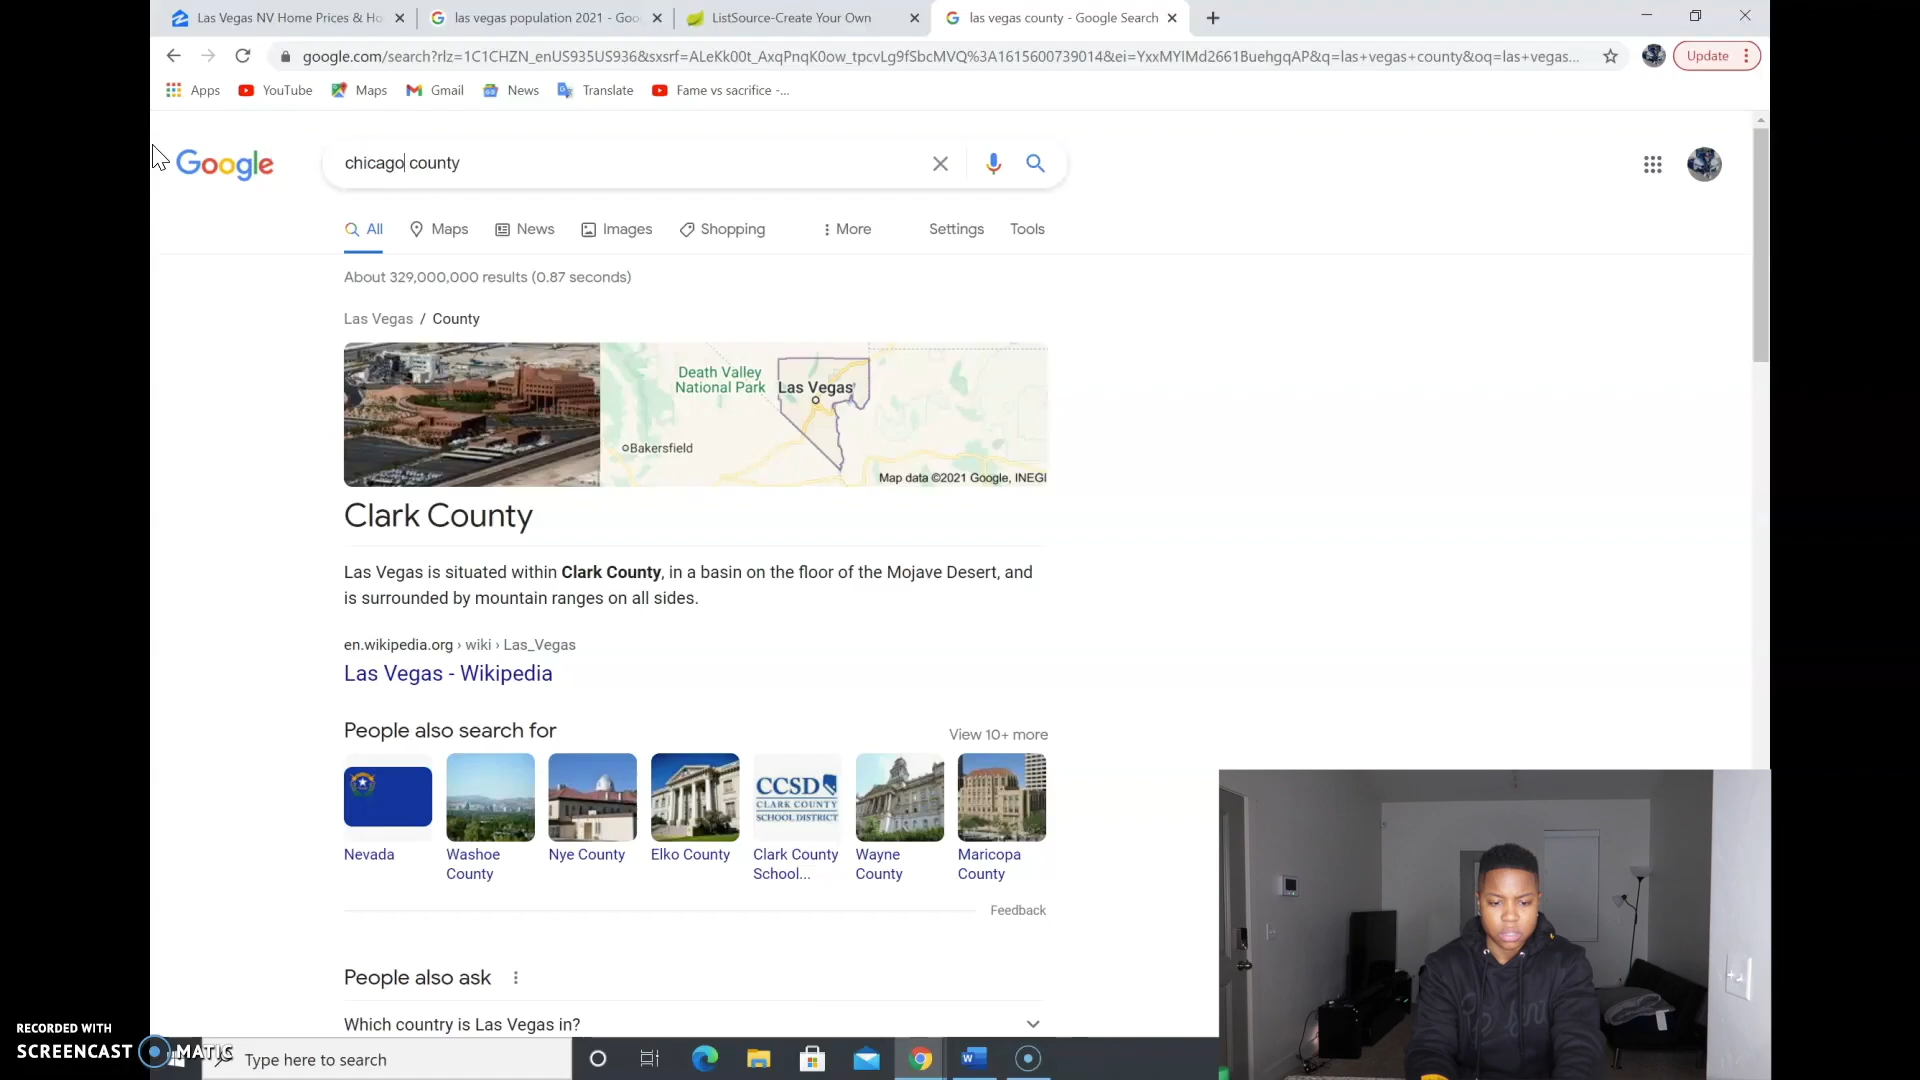 Las Vegas NV Home Prices & Ho
las vegas population 2021 - Goo
ListSource-Create Your Own
las vegas county - Google Search
google.com/search?rlz=1C1CHZN_enUS935US936&sxsrf=ALeKk00t_AxqPnqK0ow_tpcvLg9fSbcMVQ%3A1615600739014&ei=YxxMYIMd2661BuehgqAP&q=las+vegas+county&oq=las+vegas...
Update
Apps
YouTube
Maps
Gmail
News
Translate
Fame vs sacrifice -...
Google
chicago county
All
Maps
News
Images
Shopping
More
Settings
Tools
About 329,000,000 results (0.87 seconds)
Las Vegas / County
Death Valley
National Park
Las Vegas
Bakersfield
Map data ©2021 Google, INEGI
Clark County
Las Vegas is situated within Clark County, in a basin on the floor of the Mojave Desert, and
is surrounded by mountain ranges on all sides.
en.wikipedia.org › wiki › Las_Vegas
Las Vegas - Wikipedia
People also search for
View 10+ more
CCSD
CLARK COUNTY
SCHOOL DISTRICT
Nevada
Washoe
County
Nye County
Elko County
Clark County
School...
Wayne
County
Maricopa
County
Feedback
People also ask
Which country is Las Vegas in?
Type here to search
RECORDED WITH
SCREENCAST MATIC